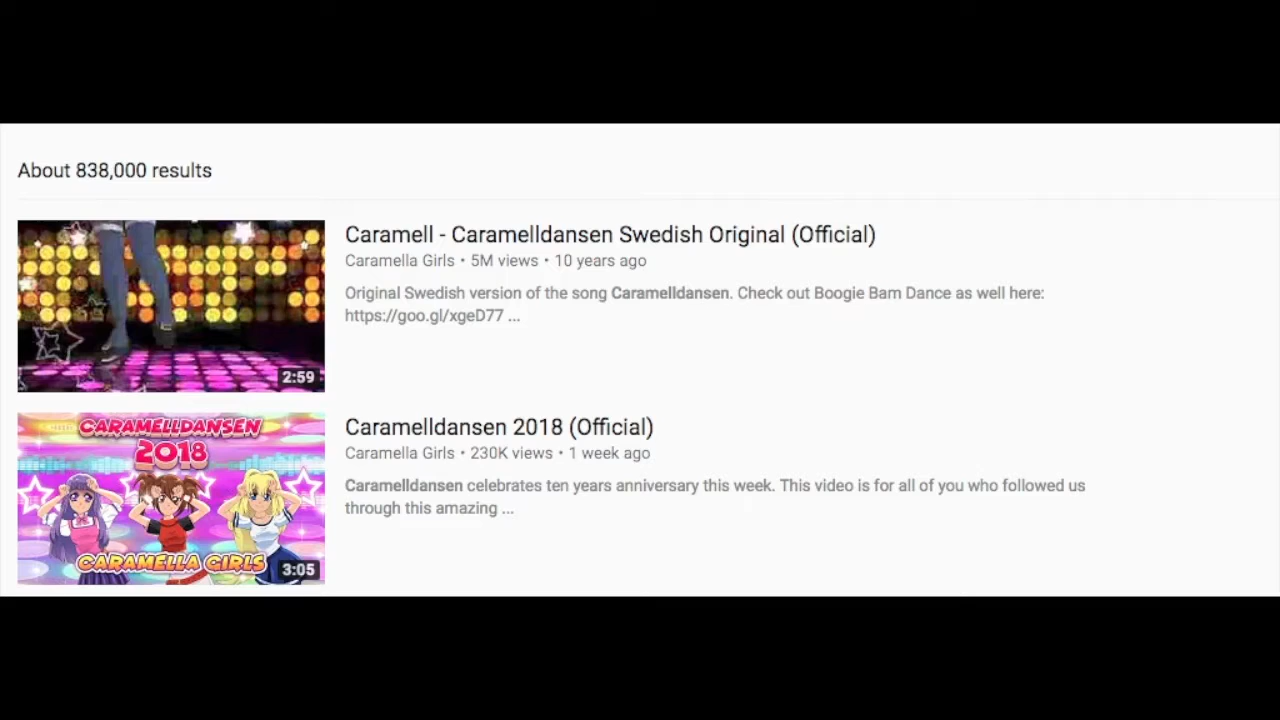 About 838,000 results
Caramell - Caramelldansen Swedish Original (Official)
Caramella Girls • 5M views • 10 years ago
Original Swedish version of the song Caramelldansen. Check out Boogie Bam Dance as well here:
https://goo.gl/xgeD77 ...
2:59
CARAMELLDANSEN
2018
CARAMELLA GIRLS
3:05
Caramelldansen 2018 (Official)
Caramella Girls • 230K views • 1 week ago
Caramelldansen celebrates ten years anniversary this week. This video is for all of you who followed us
through this amazing ...